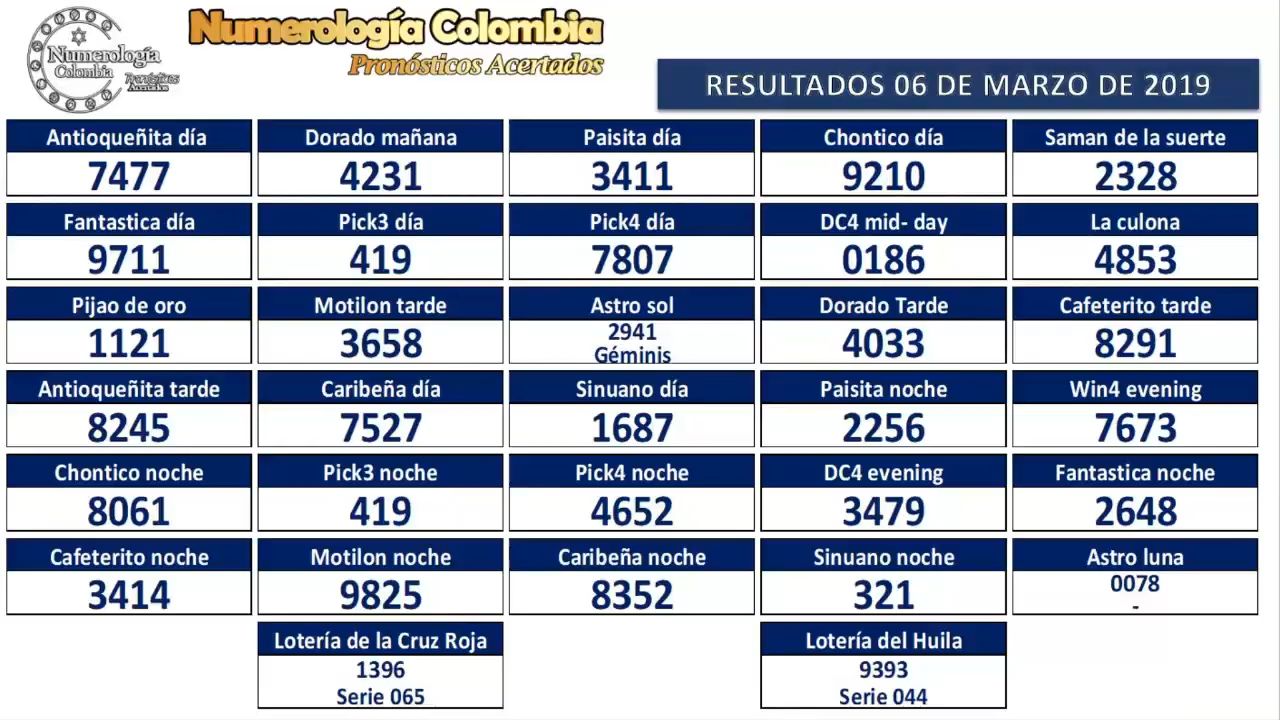 Numerología
Colombia
Pronósticos
Acertados
Numerología Colombia
Pronósticos Acertados
RESULTADOS 06 DE MARZO DE 2019
Antioqueñita día
7477
Dorado mañana
4231
Paisita día
3411
Chontico día
9210
Saman de la suerte
2328
Fantastica día
9711
Pick3 día
419
Pick4 día
7807
DC4 mid- day
0186
La culona
4853
Pijao de oro
1121
Motilon tarde
3658
Astro sol
2941
Géminis
Dorado Tarde
4033
Cafeterito tarde
8291
Antioqueñita tarde
8245
Caribeña día
7527
Sinuano día
1687
Paisita noche
2256
Win4 evening
7673
Chontico noche
8061
Pick3 noche
419
Pick4 noche
4652
DC4 evening
3479
Fantastica noche
2648
Cafeterito noche
3414
Motilon noche
9825
Caribeña noche
8352
Sinuano noche
321
Astro luna
0078
-
Lotería de la Cruz Roja
1396
Serie 065
Lotería del Huila
9393
Serie 044